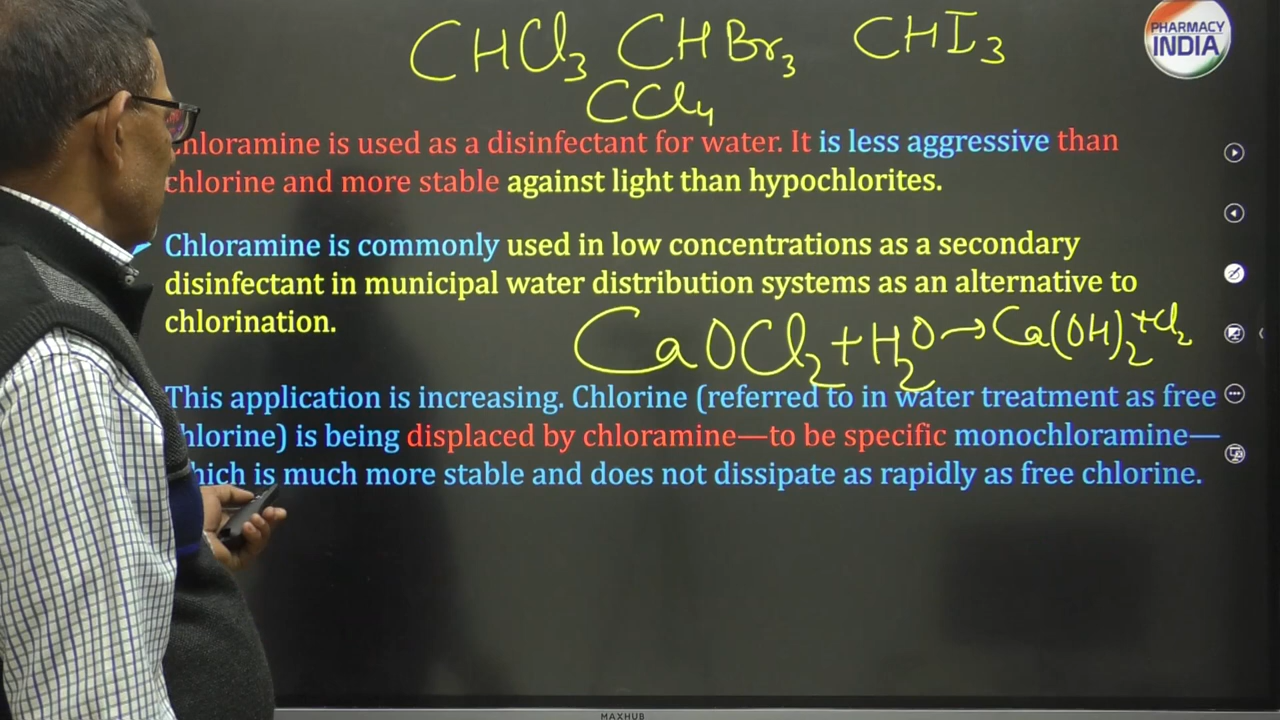 CHCl3 CHBr3 CHI3
PHARMACY
INDIA
CCl4
is used as a disinfectant for water. It is less aggressive than
chlorine and more stable against light than hypochlorites.
Chloramine is commonly used in low concentrations as a secondary
disinfectant in municipal water distribution systems as an alternative to
chlorination.
CaOCl2 + H2O → Ca(OH)2 + Cl2
This application is increasing. Chlorine (referred to in water treatment as free
chlorine) is being displaced by chloramine—to be specific monochloramine—
which is much more stable and does not dissipate as rapidly as free chlorine.
MAXHUB